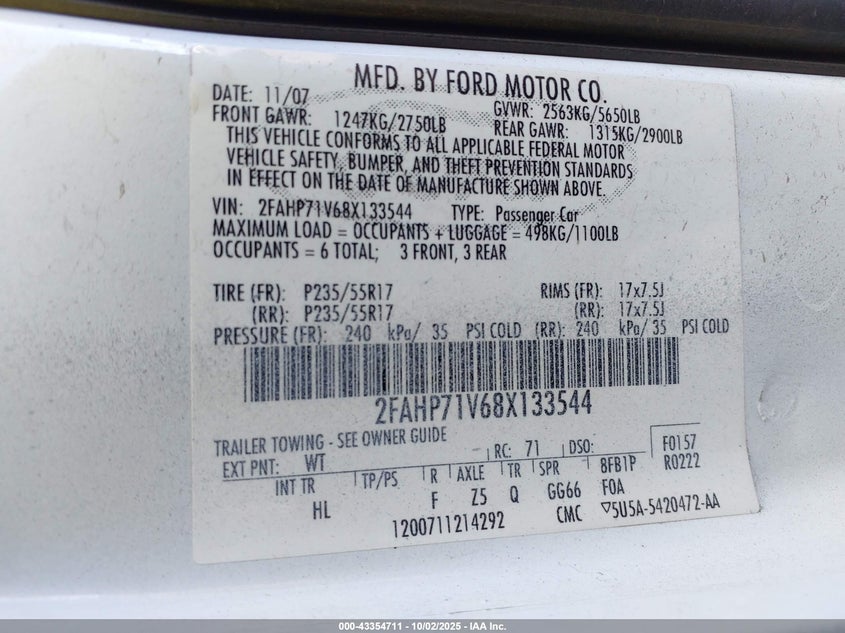 MFD. BY FORD MOTOR CO.
DATE: 11/07 GVWR: 2563KG/5650LB
FRONT GAWR: 1247KG/2750LB REAR GAWR: 1315KG/2900LB
THIS VEHICLE CONFORMS TO ALL APPLICABLE FEDERAL MOTOR
VEHICLE SAFETY, BUMPER, AND THEFT PREVENTION STANDARDS
IN EFFECT ON THE DATE OF MANUFACTURE SHOWN ABOVE.
VIN: 2FAHP71V68X133544 TYPE: Passenger Car
MAXIMUM LOAD = OCCUPANTS + LUGGAGE = 498KG/1100LB
OCCUPANTS = 6 TOTAL; 3 FRONT, 3 REAR
TIRE (FR): P235/55R17 RIMS (FR): 17x7.5J
(RR): P235/55R17 (RR): 17x7.5J
PRESSURE (FR): 240 kPa/ 35 PSI COLD (RR): 240 kPa/ 35 PSI COLD
2FAHP71V68X133544
TRAILER TOWING - SEE OWNER GUIDE
EXT PNT: WT RC: 71 DSO: F0157
INT TR TP/PS R AXLE TR SPR 8FB1P R0222
HL F Z5 Q GG66 FOA
1200711214292 CMC ▽5U5A-5420472-AA
000-43354711 - 10/02/2025 - IAA Inc.